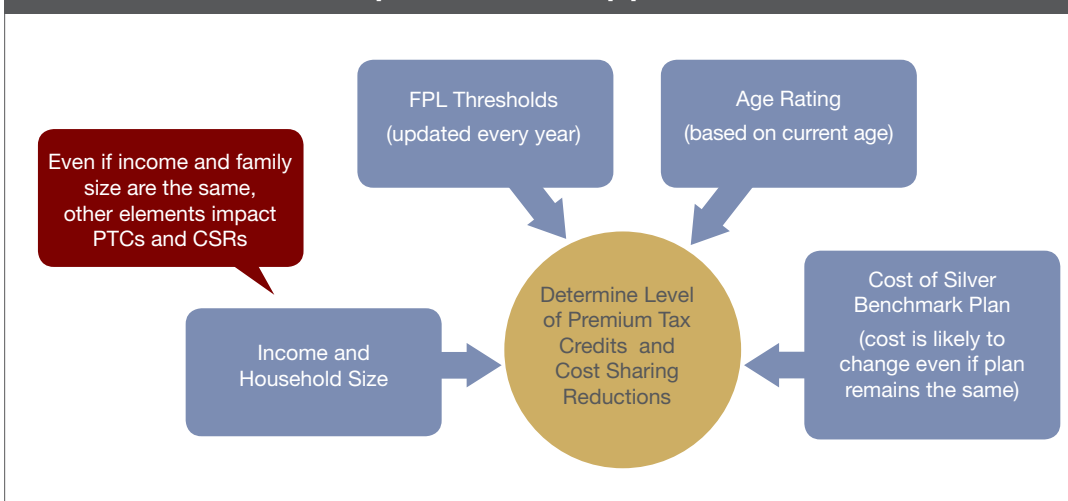 FPL Thresholds
(updated every year)
Age Rating
(based on current age)
Even if income and family
size are the same,
other elements impact
PTCs and CSRs
Determine Level
of Premium Tax
Credits and
Cost Sharing
Reductions
Cost of Silver
Benchmark Plan
(cost is likely to
change even if plan
remains the same)
Income and
Household Size